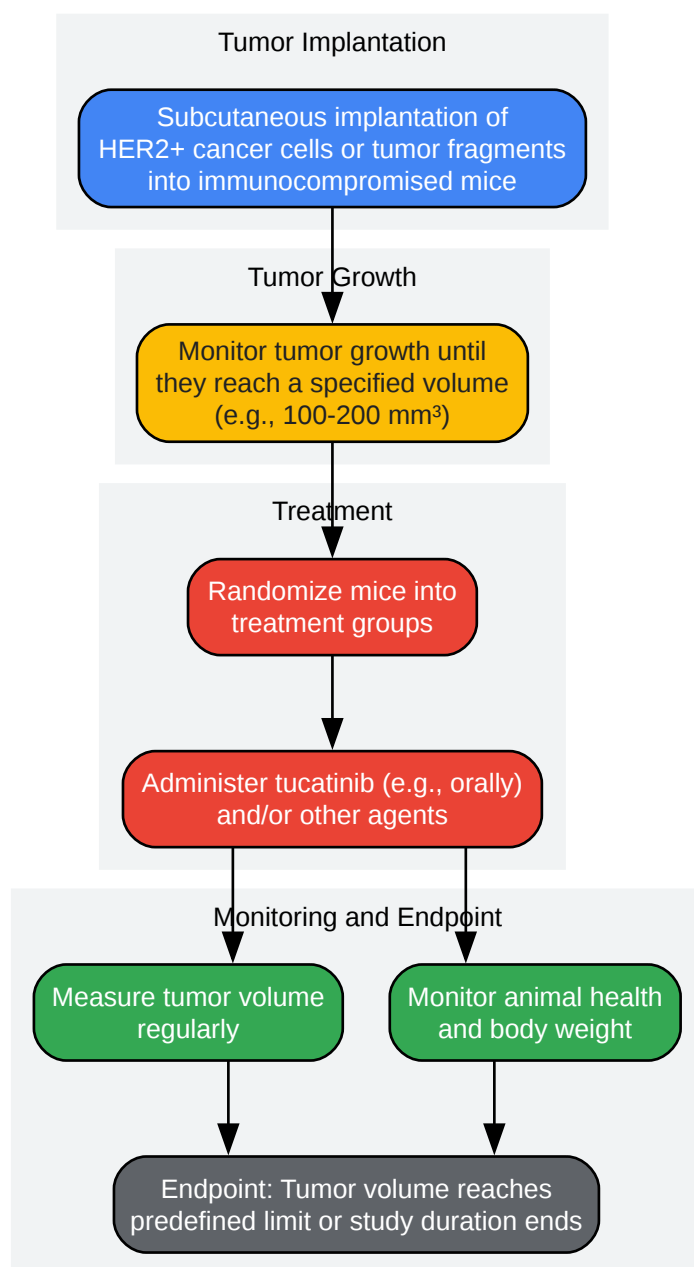 Tumor Implantation
Subcutaneous implantation of
HER2+ cancer cells or tumor fragments
into immunocompromised mice
Tumor Growth
Monitor tumor growth until
they reach a specified volume
(e.g., 100-200 mm³)
Treatment
Randomize mice into
treatment groups
Administer tucatinib (e.g., orally)
and/or other agents
Monitoring and Endpoint
Measure tumor volume
regularly
Monitor animal health
and body weight
Endpoint: Tumor volume reaches
predefined limit or study duration ends